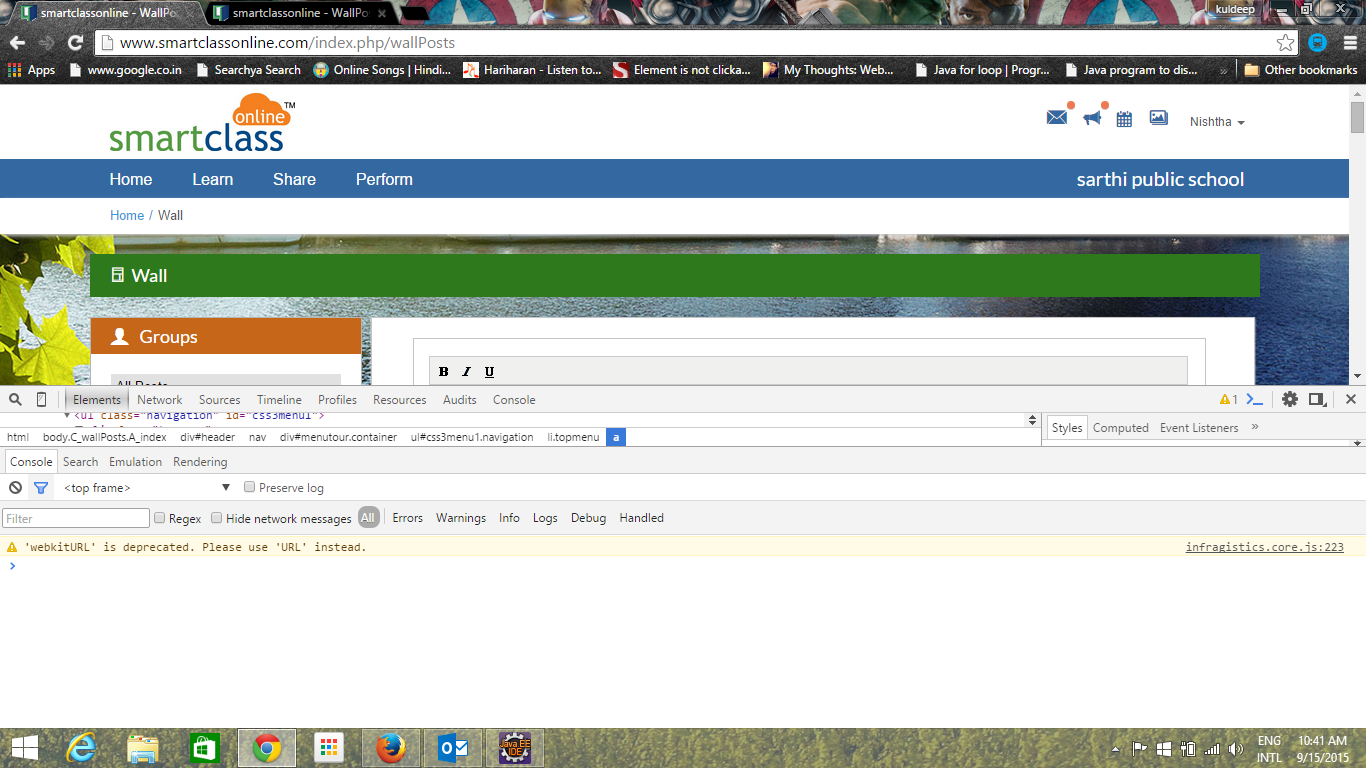 smartclassonline - WallPo
smartclassonline - WallPo
kuldeep
www.smartclassonline.com/index.php/wallPosts
Apps www.google.co.in Searchya Search Online Songs | Hindi... Hariharan - Listen to... Element is not clicka... My Thoughts: Web... Java for loop | Progr... Java program to dis... » Other bookmarks
online TM
smartclass
Nishtha
Home Learn Share Perform sarthi public school
Home / Wall
Wall
Groups
B I U
All Posts
Elements Network Sources Timeline Profiles Resources Audits Console 1
<ul class="navigation" id="css3menu1">
html body.C_wallPosts.A_index div#header nav div#menutour.container ul#css3menu1.navigation li.topmenu a
Styles Computed Event Listeners »
Console Search Emulation Rendering
<top frame> Preserve log
Filter Regex Hide network messages All Errors Warnings Info Logs Debug Handled
'webkitURL' is deprecated. Please use 'URL' instead. infragistics.core.js:223
>
Java EE
IDE
ENG 10:41 AM
INTL 9/15/2015